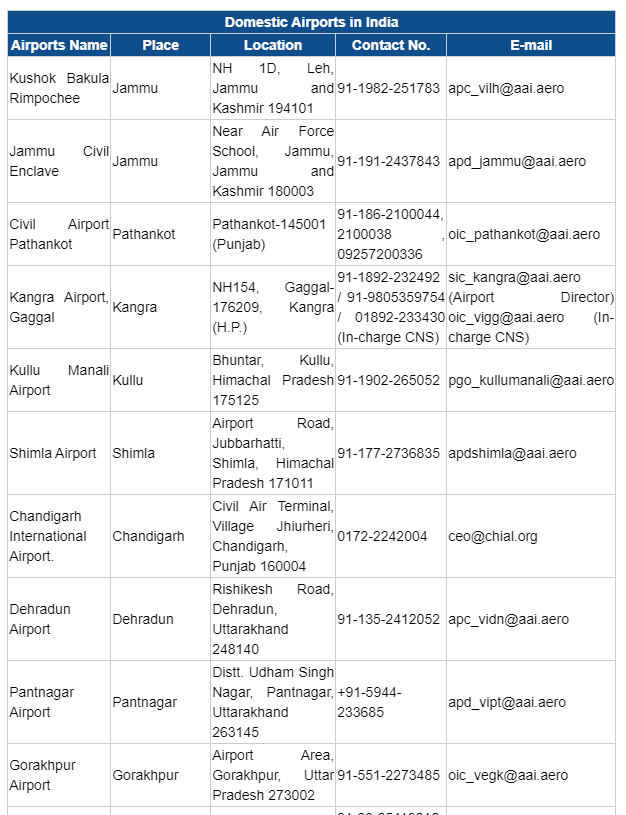 Domestic Airports in India
Airports Name Place Location Contact No. E-mail
Kushok Bakula
Rimpochee
Jammu
NH 1D, Leh,
Jammu and
Kashmir 194101
91-1982-251783
apc_vilh@aai.aero
Jammu Civil
Enclave
Jammu
Near Air Force
School, Jammu,
Jammu and
Kashmir 180003
91-191-2437843
apd_jammu@aai.aero
Civil Airport
Pathankot
Pathankot
Pathankot-145001
(Punjab)
91-186-2100044,
2100038 ,
09257200336
oic_pathankot@aai.aero
Kangra Airport,
Gaggal
Kangra
NH154, Gaggal-
176209, Kangra
(H.P.)
91-1892-232492
/ 91-9805359754
/ 01892-233430
(In-charge CNS)
sic_kangra@aai.aero
(Airport Director)
oic_vigg@aai.aero (In-
charge CNS)
Kullu Manali
Airport
Kullu
Bhuntar, Kullu,
Himachal Pradesh
175125
91-1902-265052
pgo_kullumanali@aai.aero
Shimla Airport
Shimla
Airport Road,
Jubbarhatti,
Shimla, Himachal
Pradesh 171011
91-177-2736835
apdshimla@aai.aero
Chandigarh
International
Airport.
Chandigarh
Civil Air Terminal,
Village Jhiurheri,
Chandigarh,
Punjab 160004
0172-2242004
ceo@chial.org
Dehradun
Airport
Dehradun
Rishikesh Road,
Dehradun,
Uttarakhand
248140
91-135-2412052
apc_vidn@aai.aero
Pantnagar
Airport
Pantnagar
Distt. Udham Singh
Nagar, Pantnagar,
Uttarakhand
263145
+91-5944-
233685
apd_vipt@aai.aero
Gorakhpur
Airport
Gorakhpur
Airport Area,
Gorakhpur, Uttar
Pradesh 273002
91-551-2273485
oic_vegk@aai.aero